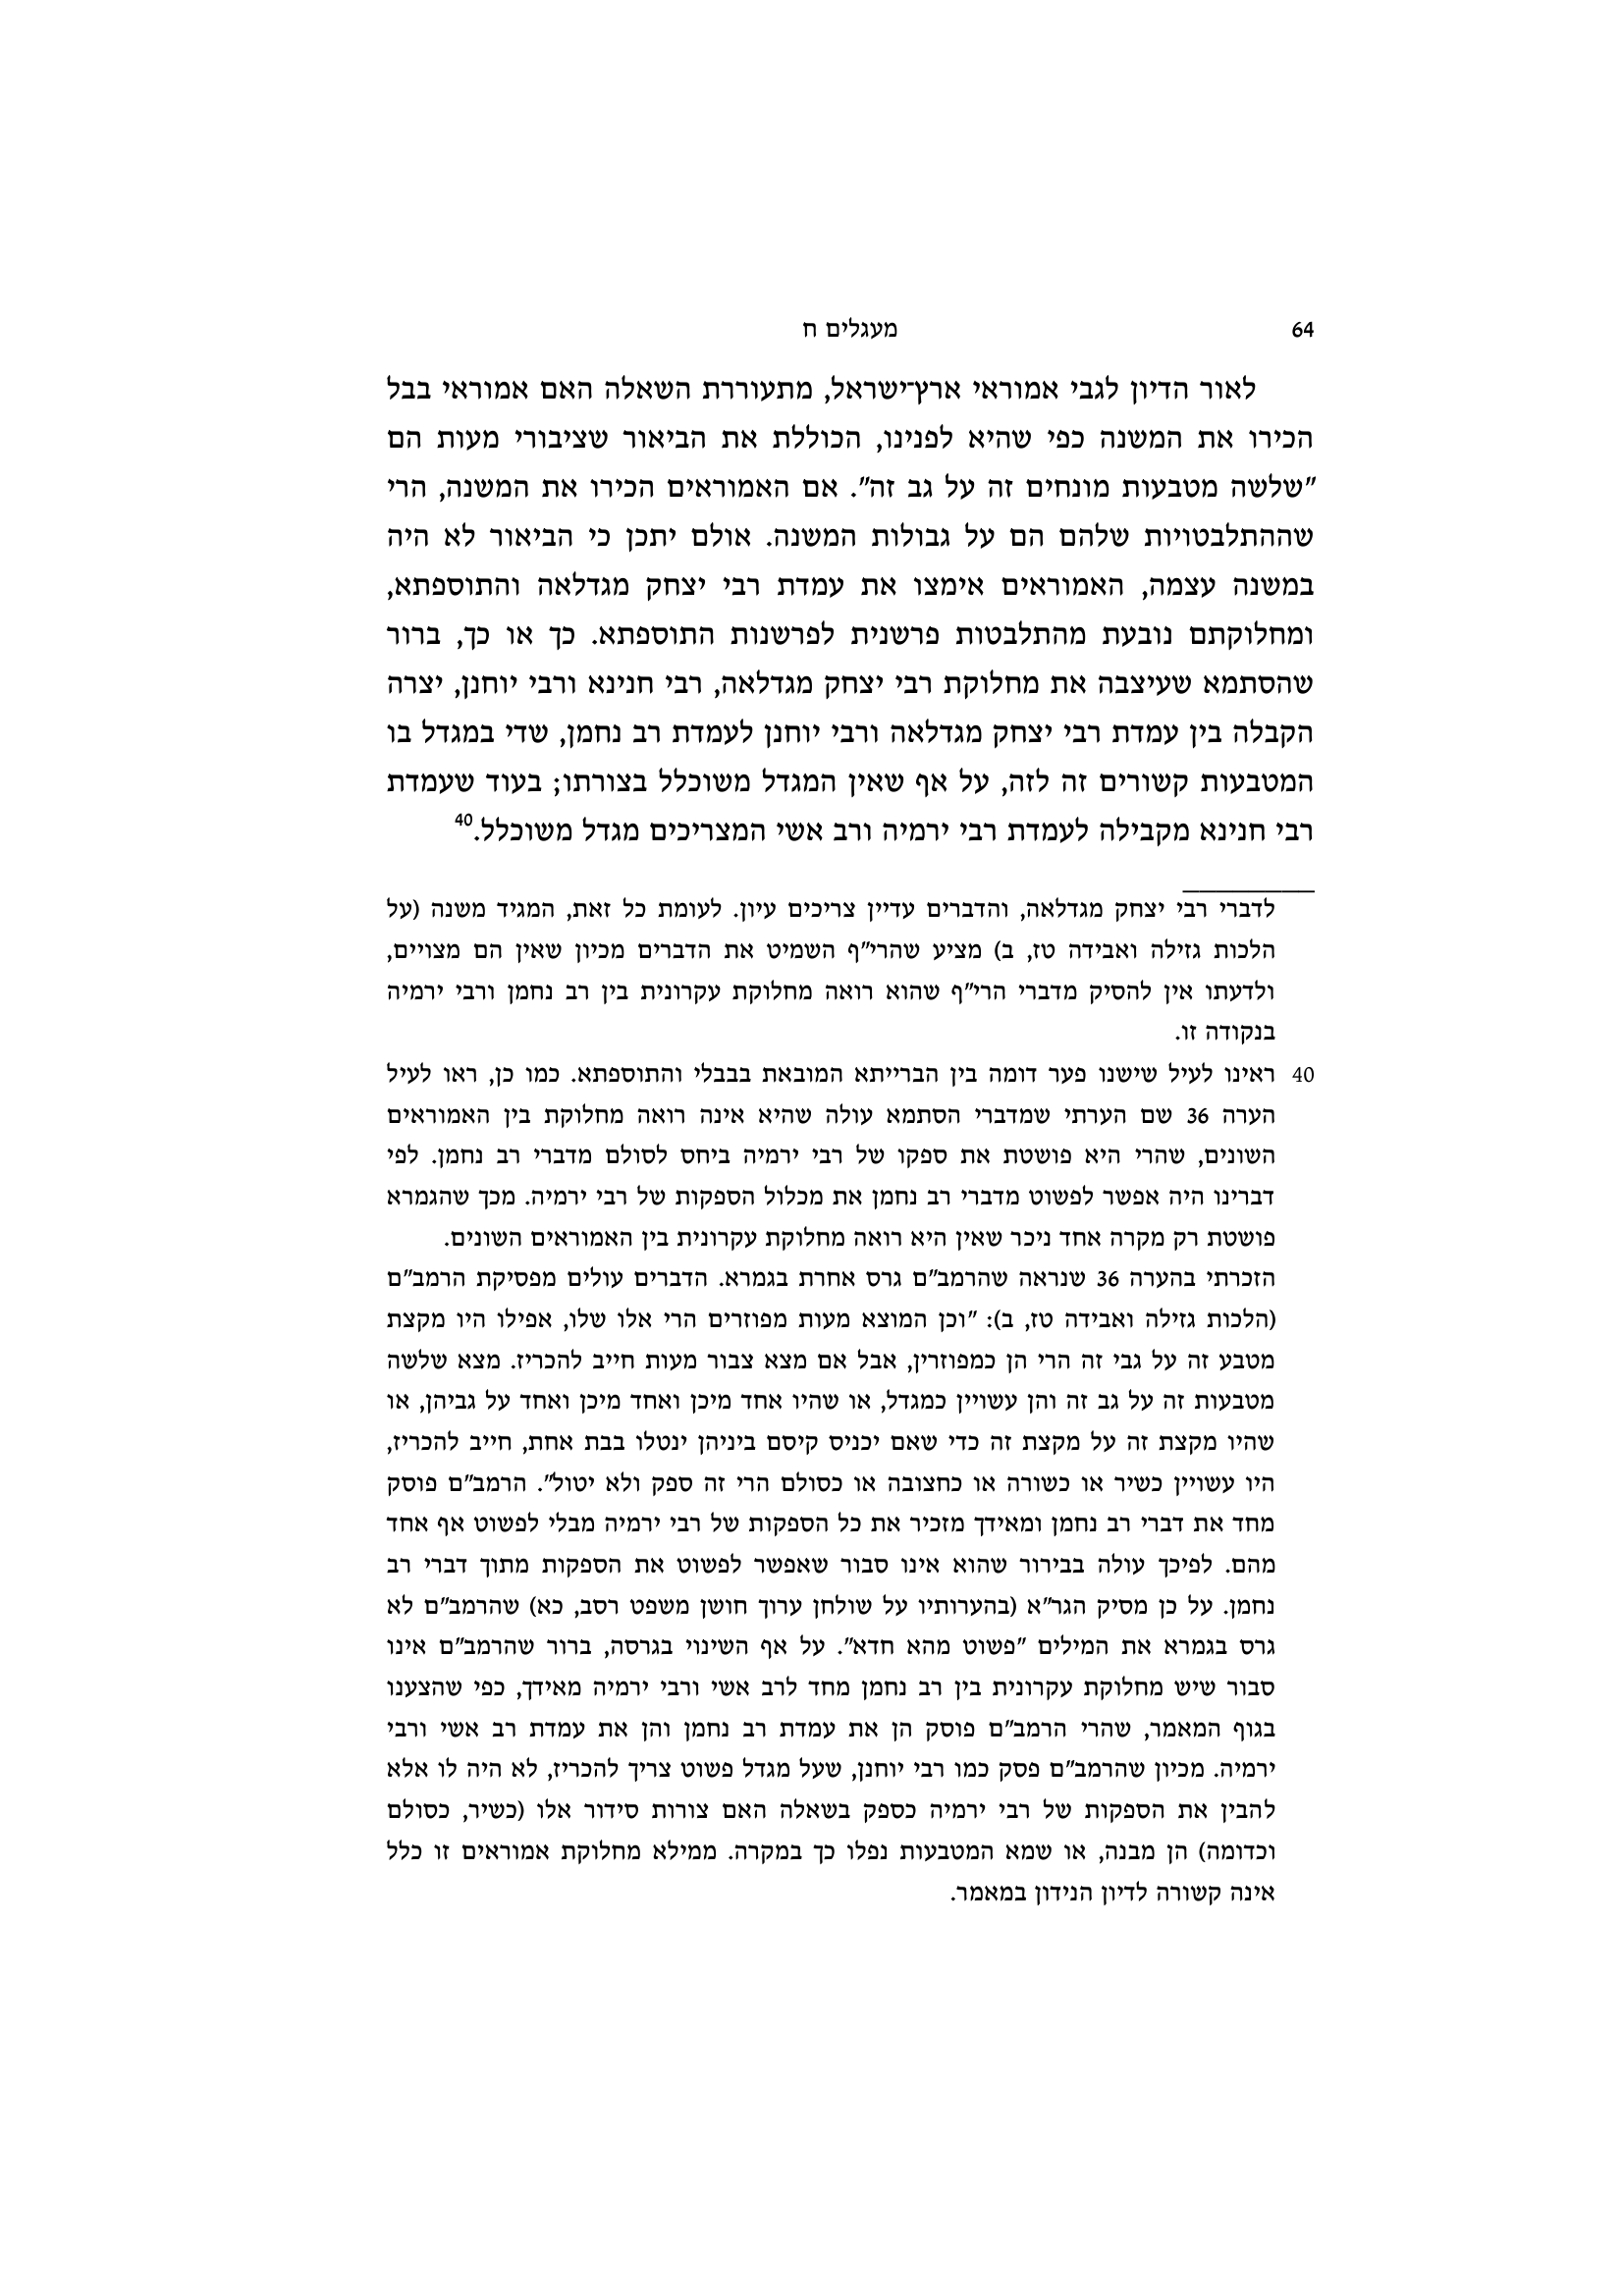 64
מעגלים ח
לאור הדיון לגבי אמוראי ארץ־ישראל, מתעוררת השאלה האם אמוראי בבל
הכירו את המשנה כפי שהיא לפנינו, הכוללת את הביאור שציבורי מעות הם
"שלשה מטבעות מונחים זה על גב זה". אם האמוראים הכירו את המשנה, הרי
שההתלבטויות שלהם הם על גבולות המשנה. אולם יתכן כי הביאור לא היה
במשנה עצמה, האמוראים אימצו את עמדת רבי יצחק מגדלאה והתוספתא,
ומחלוקתם נובעת מהתלבטות פרשנית לפרשנות התוספתא. כך או כך, ברור
שהסתמא שעיצבה את מחלוקת רבי יצחק מגדלאה, רבי חנינא ורבי יוחנן, יצרה
הקבלה בין עמדת רבי יצחק מגדלאה ורבי יוחנן לעמדת רב נחמן, שדי במגדל בו
המטבעות קשורים זה לזה, על אף שאין המגדל משוכלל בצורתו; בעוד שעמדת
רבי חנינא מקבילה לעמדת רבי ירמיה ורב אשי המצריכים מגדל משוכלל.40
לדברי רבי יצחק מגדלאה, והדברים עדיין צריכים עיון. לעומת כל זאת, המגיד משנה (על
הלכות גזילה ואבידה טז, ב) מציע שהרי"ף השמיט את הדברים מכיון שאין הם מצויים,
ולדעתו אין להסיק מדברי הרי"ף שהוא רואה מחלוקת עקרונית בין רב נחמן ורבי ירמיה
בנקודה זו.
40 ראינו לעיל שישנו פער דומה בין הברייתא המובאת בבבלי והתוספתא. כמו כן, ראו לעיל
הערה 36 שם הערתי שמדברי הסתמא עולה שהיא אינה רואה מחלוקת בין האמוראים
השונים, שהרי היא פושטת את ספקו של רבי ירמיה ביחס לסולם מדברי רב נחמן. לפי
דברינו היה אפשר לפשוט מדברי רב נחמן את מכלול הספקות של רבי ירמיה. מכך שהגמרא
פושטת רק מקרה אחד ניכר שאין היא רואה מחלוקת עקרונית בין האמוראים השונים.
הזכרתי בהערה 36 שנראה שהרמב"ם גרס אחרת בגמרא. הדברים עולים מפסיקת הרמב"ם
(הלכות גזילה ואבידה טז, ב): "וכן המוצא מעות מפוזרים הרי אלו שלו, אפילו היו מקצת
מטבע זה על גבי זה הרי הן כמפוזרין, אבל אם מצא צבור מעות חייב להכריז. מצא שלשה
מטבעות זה על גב זה והן עשויין כמגדל, או שהיו אחד מיכן ואחד מיכן ואחד על גביהן, או
שהיו מקצת זה על מקצת זה כדי שאם יכניס קיסם ביניהן ינטלו בבת אחת, חייב להכריז,
היו עשויין כשיר או כשורה או כחצובה או כסולם הרי זה ספק ולא יטול". הרמב"ם פוסק
מחד את דברי רב נחמן ומאידך מזכיר את כל הספקות של רבי ירמיה מבלי לפשוט אף אחד
מהם. לפיכך עולה בבירור שהוא אינו סבור שאפשר לפשוט את הספקות מתוך דברי רב
נחמן. על כן מסיק הגר"א (בהערותיו על שולחן ערוך חושן משפט רסב, כא) שהרמב"ם לא
גרס בגמרא את המילים "פשוט מהא חדא". על אף השינוי בגרסה, ברור שהרמב"ם אינו
סבור שיש מחלוקת עקרונית בין רב נחמן מחד לרב אשי ורבי ירמיה מאידך, כפי שהצענו
בגוף המאמר, שהרי הרמב"ם פוסק הן את עמדת רב נחמן והן את עמדת רב אשי ורבי
ירמיה. מכיון שהרמב"ם פסק כמו רבי יוחנן, שעל מגדל פשוט צריך להכריז, לא היה לו אלא
להבין את הספקות של רבי ירמיה כספק בשאלה האם צורות סידור אלו (כשיר, כסולם
וכדומה) הן מבנה, או שמא המטבעות נפלו כך במקרה. ממילא מחלוקת אמוראים זו כלל
אינה קשורה לדיון הנידון במאמר.